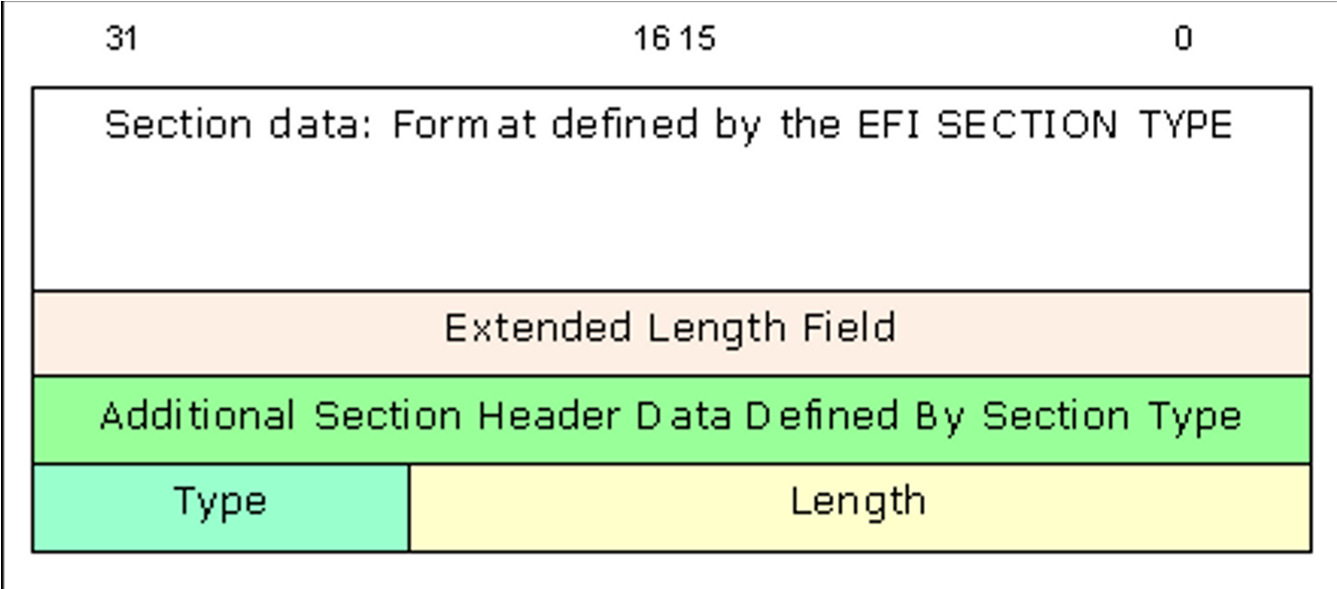 31 16 15 0
Section data: Format defined by the EFI SECTION TYPE
Extended Length Field
Additional Section Header Data Defined By Section Type
Type Length